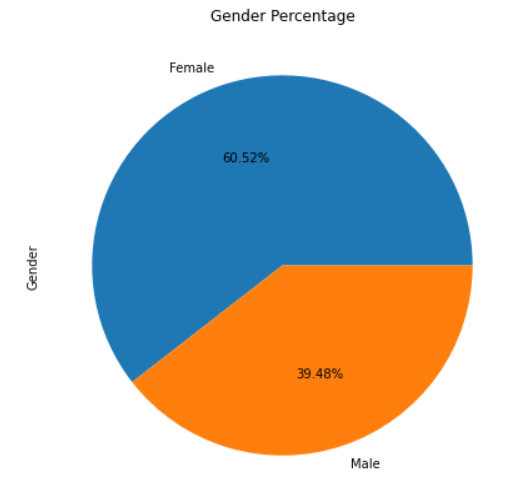 Gender Percentage
Female
60.52%
Gender
39.48%
Male